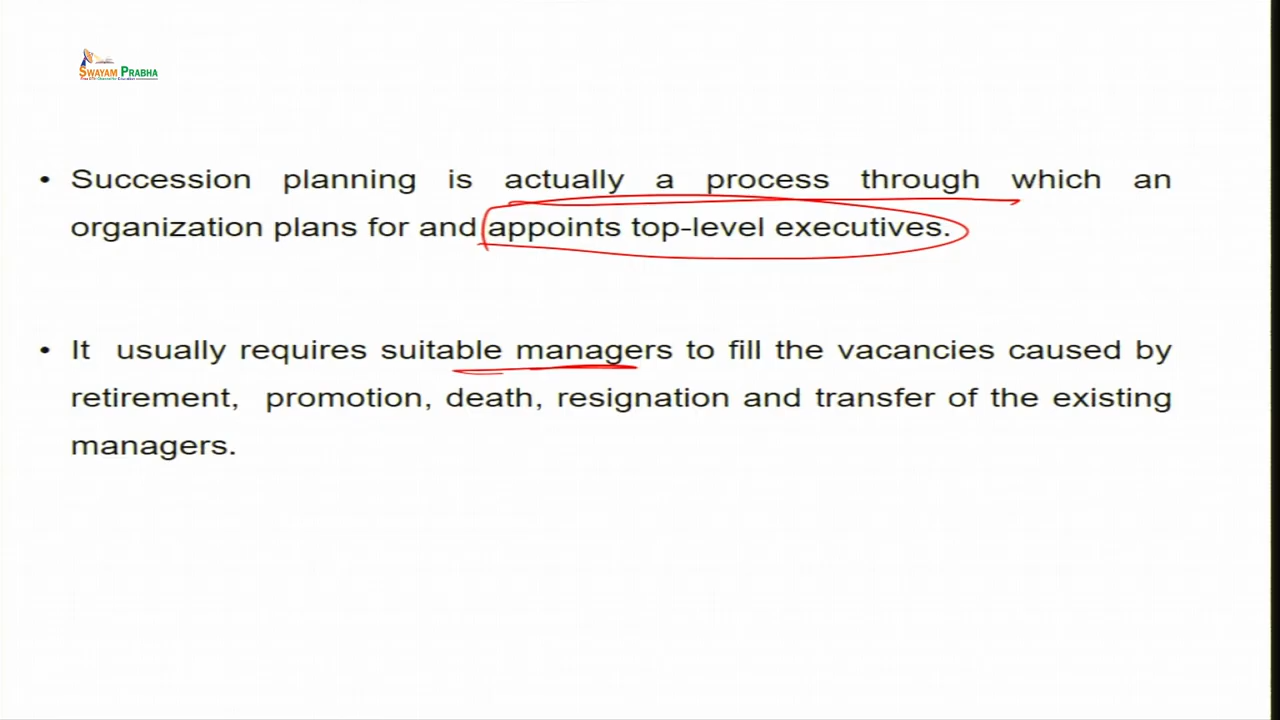 SWAYAM PRABHA
• Succession planning is actually a process through which an
organization plans for and appoints top-level executives.
• It usually requires suitable managers to fill the vacancies caused by
retirement, promotion, death, resignation and transfer of the existing
managers.